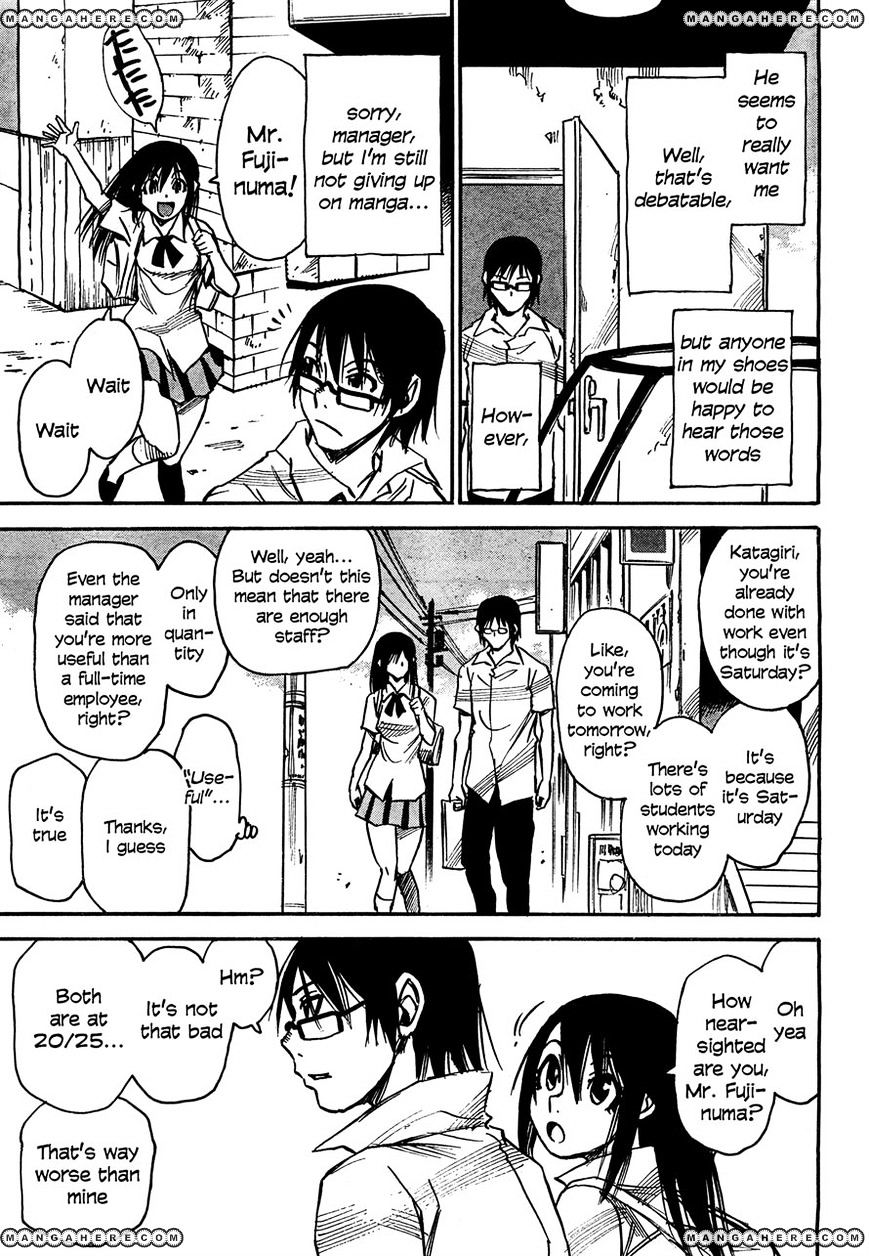 MANGAHERE.COM
MANGAHERE.COM
He
seems
to
really
want
me
Well,
that's
debatable,
but anyone
in my shoes
would be
happy to
hear those
words
How-
ever,
sorry,
manager,
but I'm still
not giving up
on manga...
Mr.
Fuji-
numa!
たたたた
Wait
Wait
Katagiri,
you're
already
done with
work even
though it's
Saturday?
It's
because
it's Sat-
urday
There's
lots of
students
working
today
Like,
you're
coming
to work
tomorrow,
right?
Well, yeah...
But doesn't this
mean that there
are enough
staff?
Only
in
quan-
tity
Even the
manager
said that
you're more
useful than
a full-time
employee,
right?
"Use-
ful"...
Thanks,
I guess
It's
true
Oh
yea
How
near-
sighted
are you,
Mr. Fuji-
numa?
Hm?
It's not
that bad
Both
are at
20/25...
That's way
worse than
mine
MANGAHERE.COM
MANGAHERE.COM